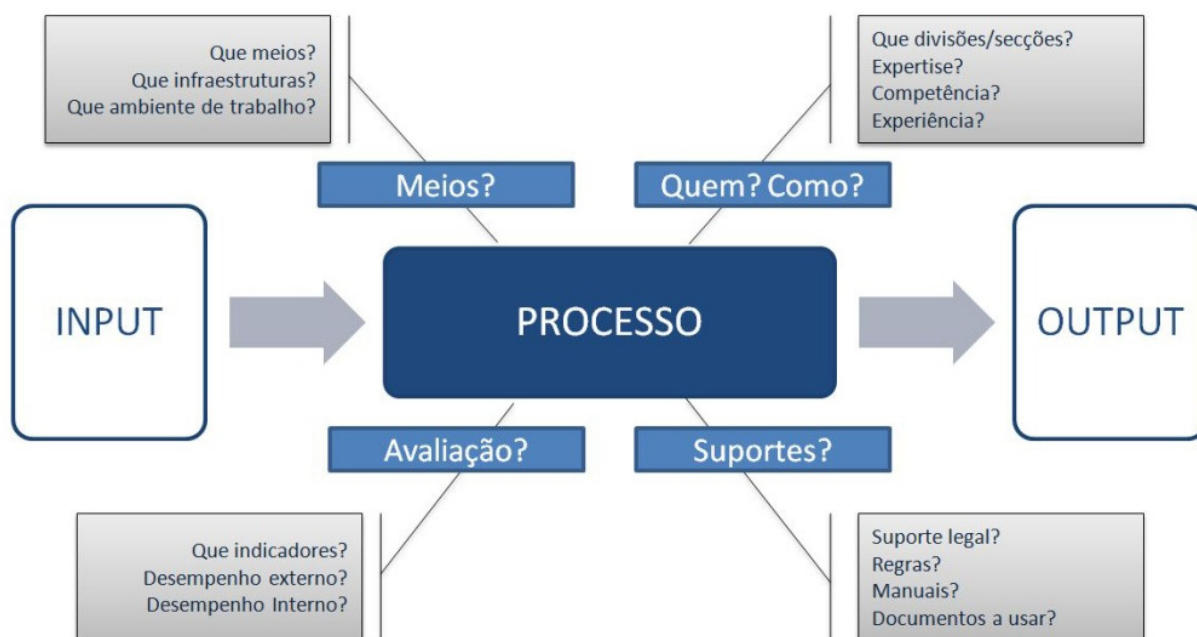 Que meios?
Que infraestruturas?
Que ambiente de trabalho?
Que divisões/secções?
Expertise?
Competência?
Experiência?
Meios?
Quem? Como?
INPUT
PROCESSO
OUTPUT
Avaliação?
Suportes?
Que indicadores?
Desempenho externo?
Desempenho Interno?
Suporte legal?
Regras?
Manuais?
Documentos a usar?